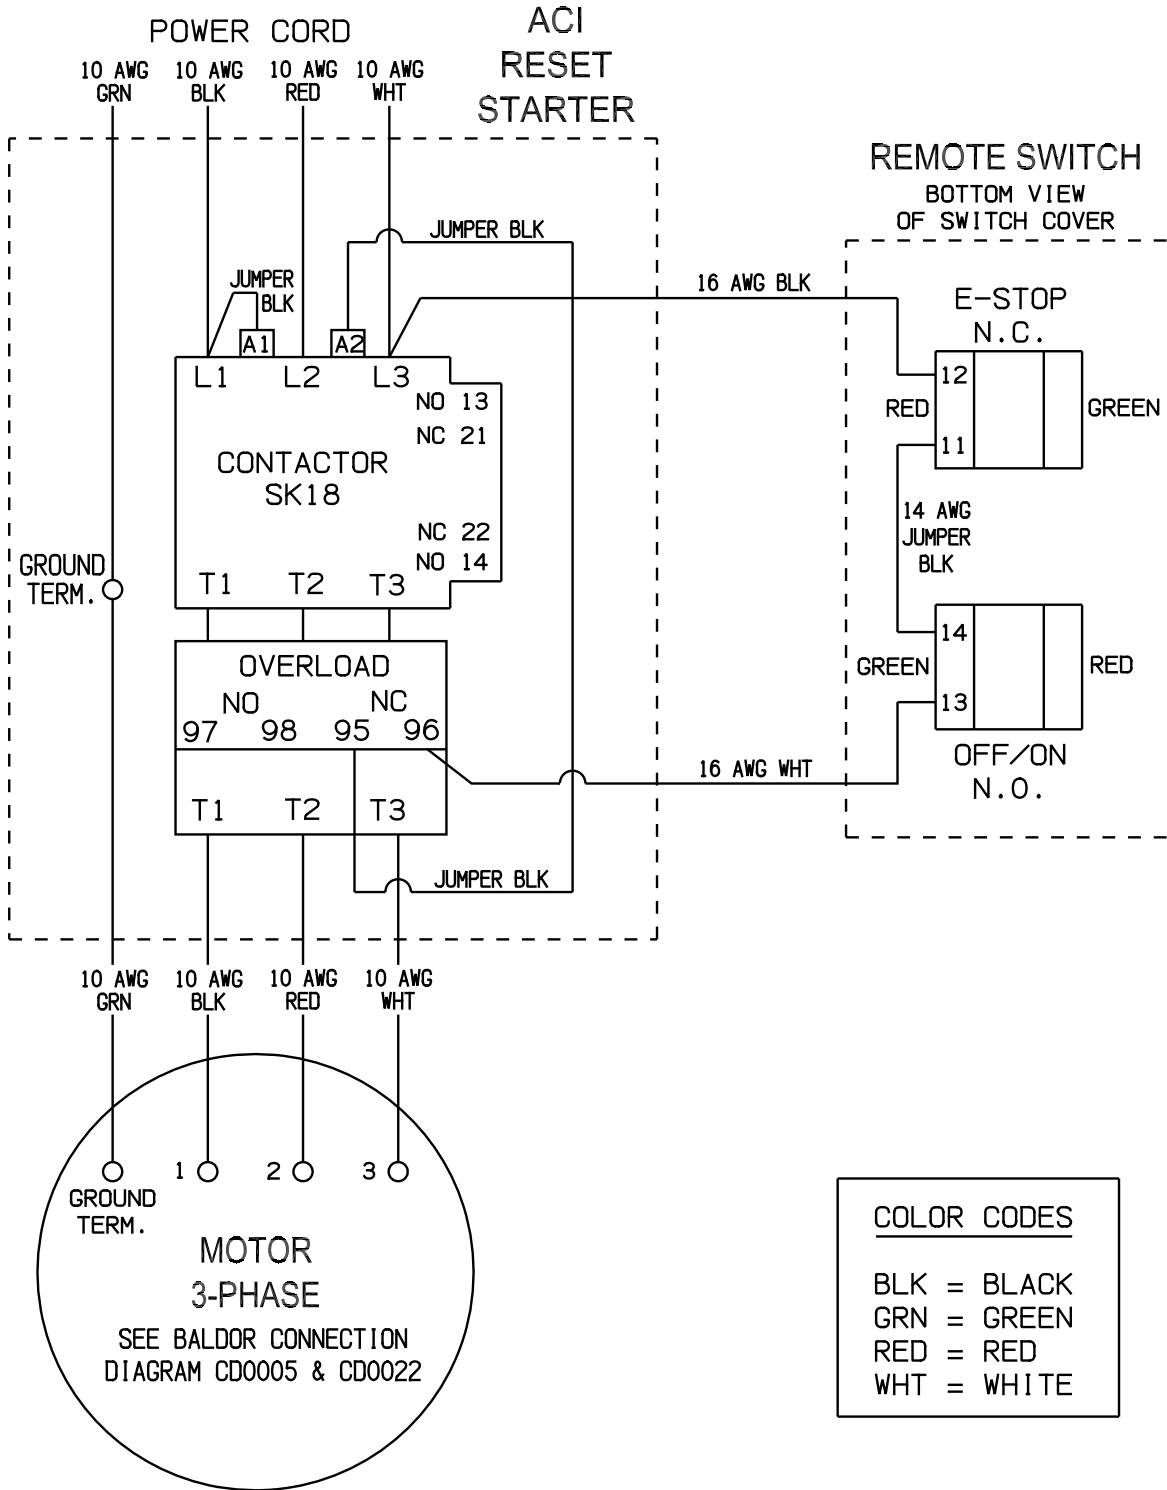 POWER CORD
ACI
RESET
STARTER
10 AWG
GRN
10 AWG
BLK
10 AWG
RED
10 AWG
WHT
REMOTE SWITCH
BOTTOM VIEW
OF SWITCH COVER
JUMPER BLK
JUMPER
BLK
16 AWG BLK
A1
A2
L1
L2
L3
NO 13
NC 21
CONTACTOR
SK18
NC 22
NO 14
T1
T2
T3
GROUND
TERM.
E-STOP
N.C.
12
RED
GREEN
11
14 AWG
JUMPER
BLK
14
GREEN
RED
13
OFF/ON
N.O.
OVERLOAD
NO
NC
97
98
95
96
16 AWG WHT
T1
T2
T3
JUMPER BLK
10 AWG
GRN
10 AWG
BLK
10 AWG
RED
10 AWG
WHT
1
2
3
GROUND
TERM.
MOTOR
3-PHASE
SEE BALDOR CONNECTION
DIAGRAM CD0005 & CD0022
COLOR CODES
BLK = BLACK
GRN = GREEN
RED = RED
WHT = WHITE